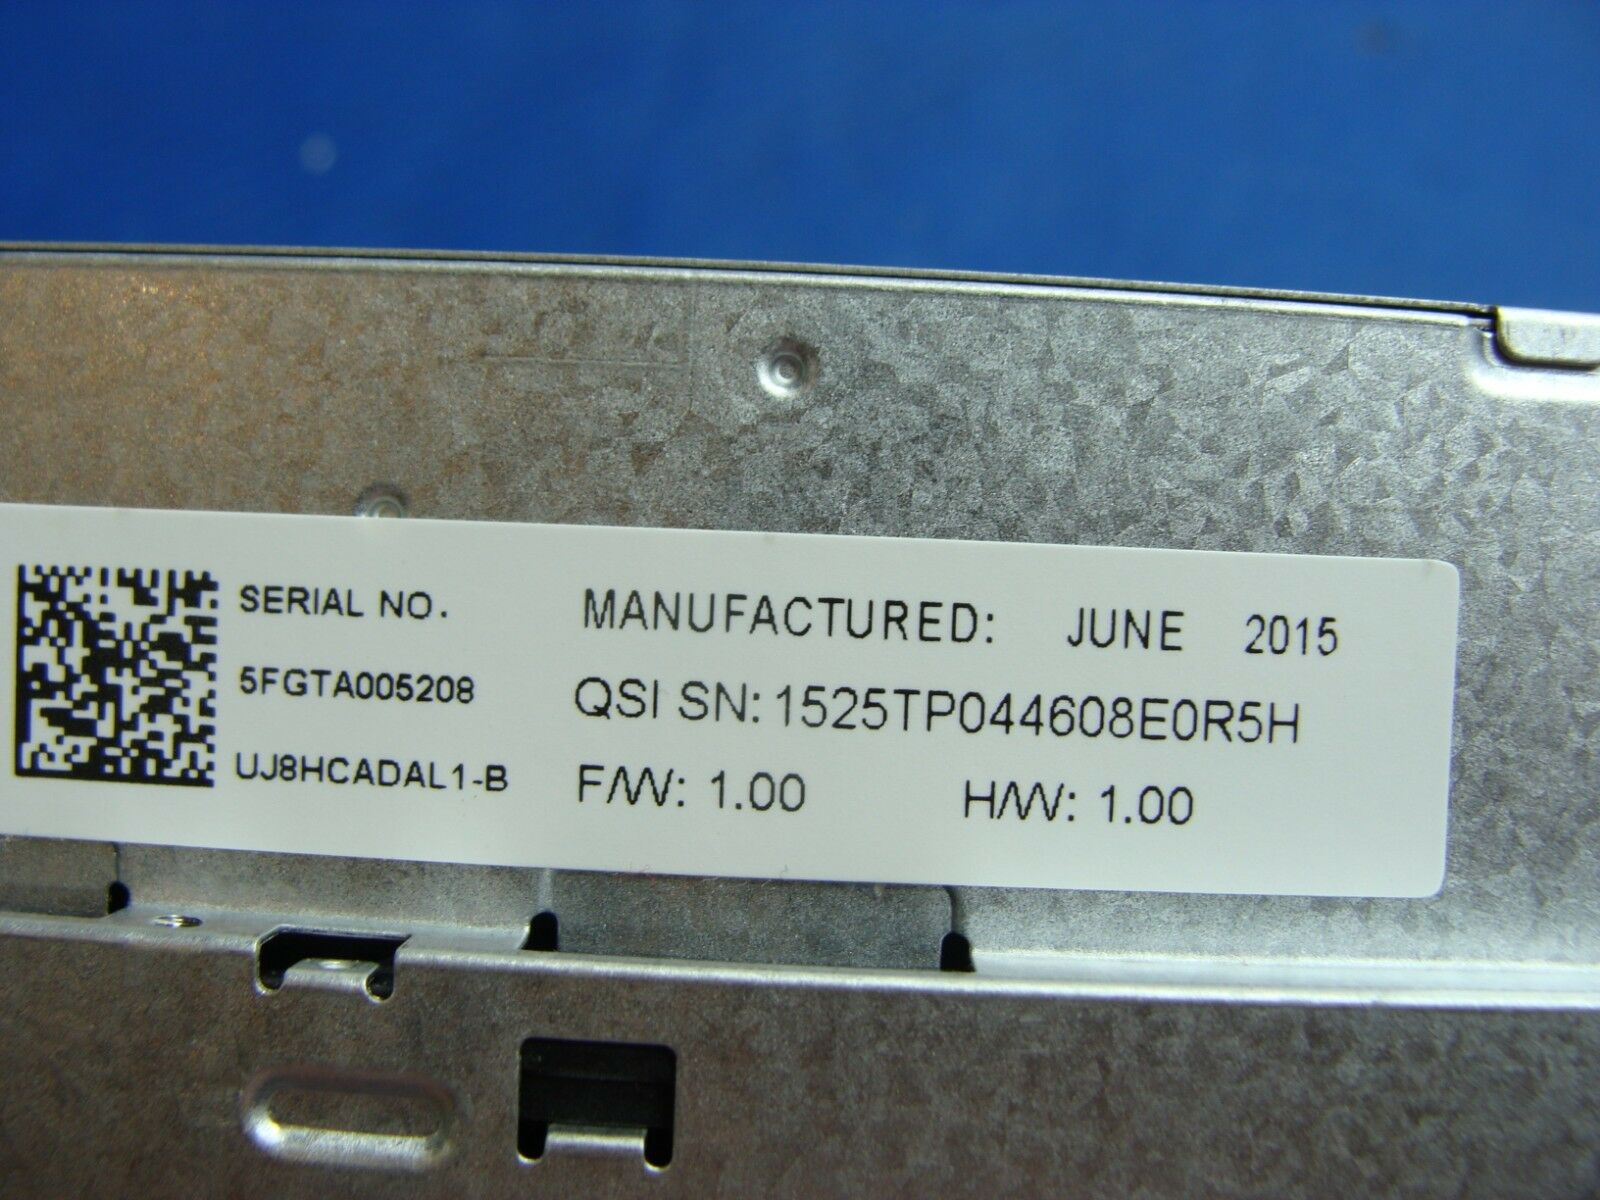 SERIAL NO.
5FGTA005208
UJ8HCADAL1-B
MANUFACTURED: JUNE 2015
QSI SN: 1525TP044608E0R5H
F/W: 1.00 H/W: 1.00